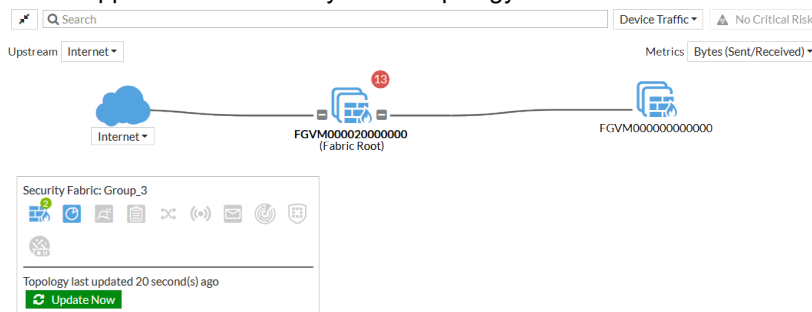 Search
Device Traffic
No Critical Risk
Upstream
Internet
Metrics
Bytes (Sent/Received)
13
Internet
FGVM000020000000
(Fabric Root)
FGVM000000000000
Security Fabric: Group_3
2
Topology last updated 20 second(s) ago
Update Now